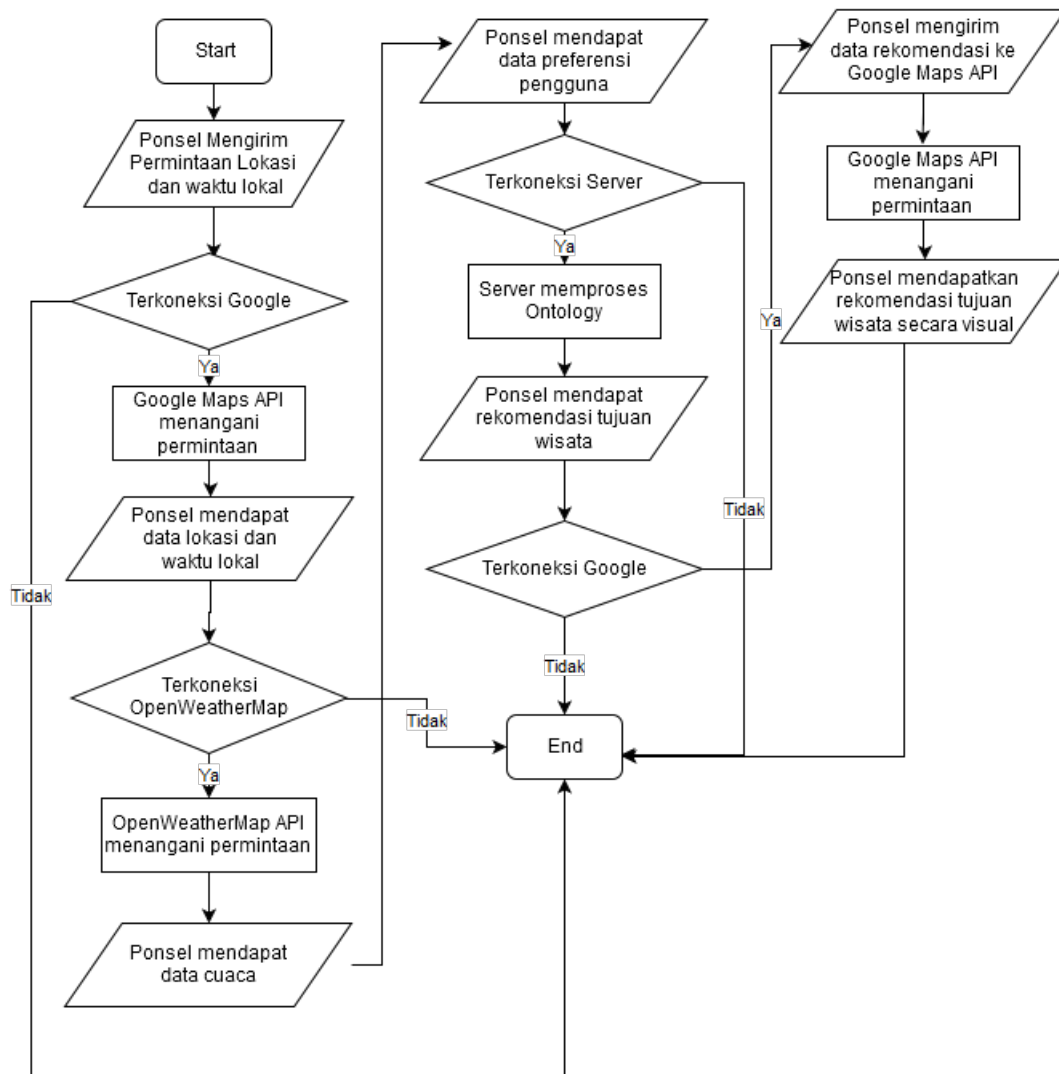 Start
Ponsel Mengirim
Permintaan Lokasi
dan waktu lokal
Terkoneksi Google
Ya
Tidak
Google Maps API
menangani
permintaan
Ponsel mendapat
data lokasi dan
waktu lokal
Terkoneksi
OpenWeatherMap
Tidak
Ya
OpenWeatherMap API
menangani permintaan
Ponsel mendapat
data cuaca
Ponsel mendapat
data preferensi
pengguna
Terkoneksi Server
Ya
Tidak
Server memproses
Ontology
Ponsel mendapat
rekomendasi tujuan
wisata
Terkoneksi Google
Ya
Tidak
End
Ponsel mengirim
data rekomendasi ke
Google Maps API
Google Maps API
menangani
permintaan
Ponsel mendapatkan
rekomendasi tujuan
wisata secara visual